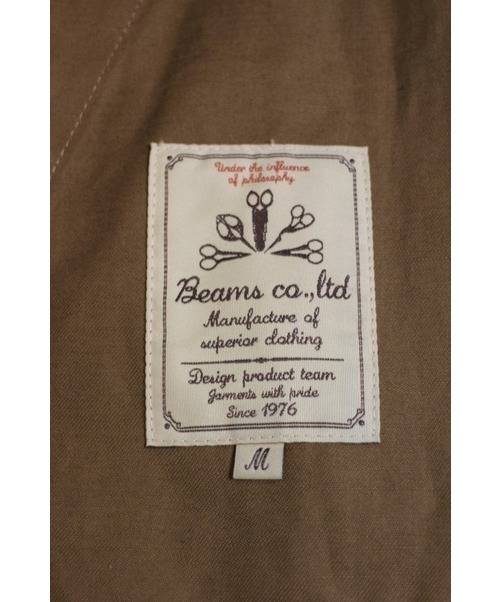 Under the influence
of philosophy
Beams co.,ltd
Manufacture of
superior clothing
Design product team
Garments with pride
Since 1976
M